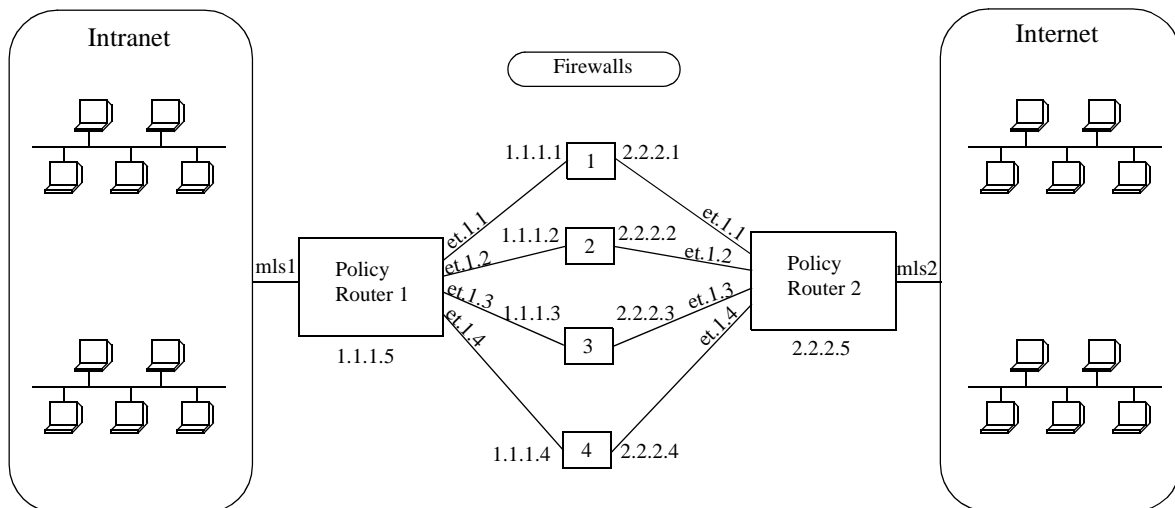 Intranet
Internet
Firewalls
1.1.1.1
1
2.2.2.1
et.1.1
et.1.1
1.1.1.2
2
2.2.2.2
et.1.2
et.1.2
mls1
Policy
Router 1
Policy
Router 2
mls2
et.1.3
1.1.1.3
3
2.2.2.3
et.1.3
et.1.4
et.1.4
1.1.1.5
2.2.2.5
1.1.1.4
4
2.2.2.4